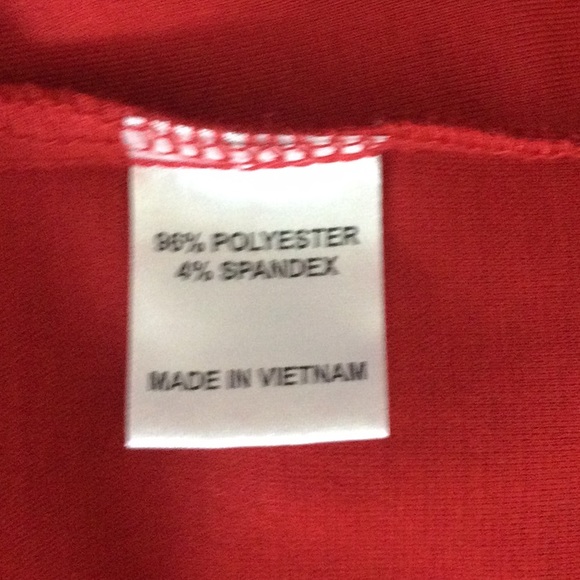 96% POLYESTER
4% SPANDEX
MADE IN VIETNAM